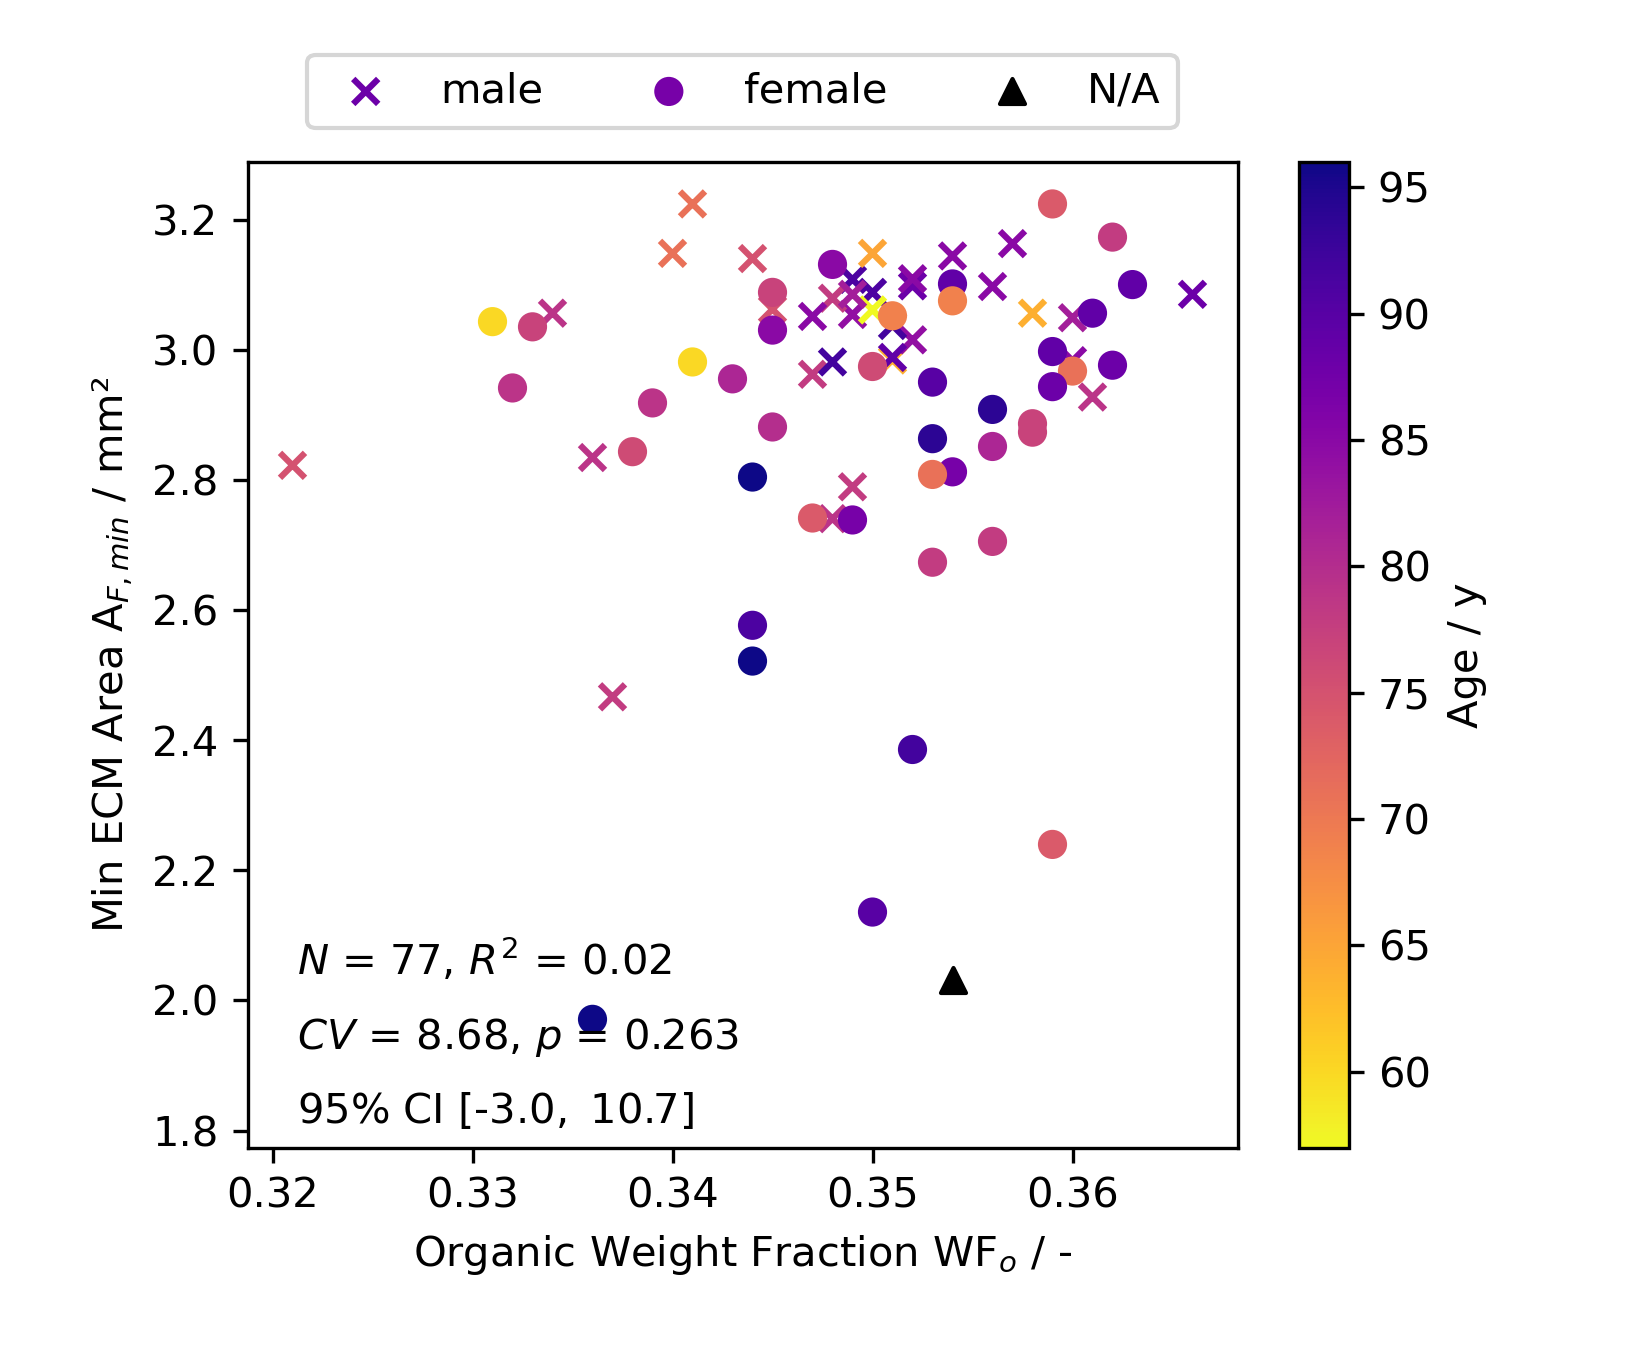 male female N/A
3.2
3.0
2.8
2.6
2.4
2.2
2.0
1.8
Min ECM Area A_{F, min} / mm²
N = 77, R² = 0.02
CV = 8.68, p = 0.263
95% CI [-3.0, 10.7]
0.32 0.33 0.34 0.35 0.36
Organic Weight Fraction WF_o / -
95
90
85
80
75
70
65
60
Age / y